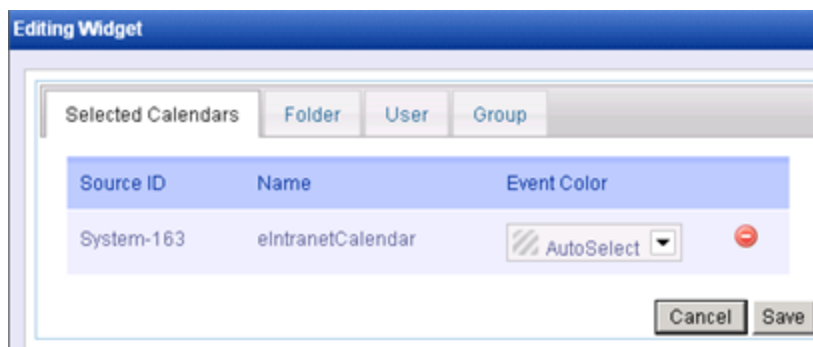 Editing Widget
Selected Calendars Folder User Group
Source ID Name Event Color
System-163 eIntranetCalendar AutoSelect
Cancel Save